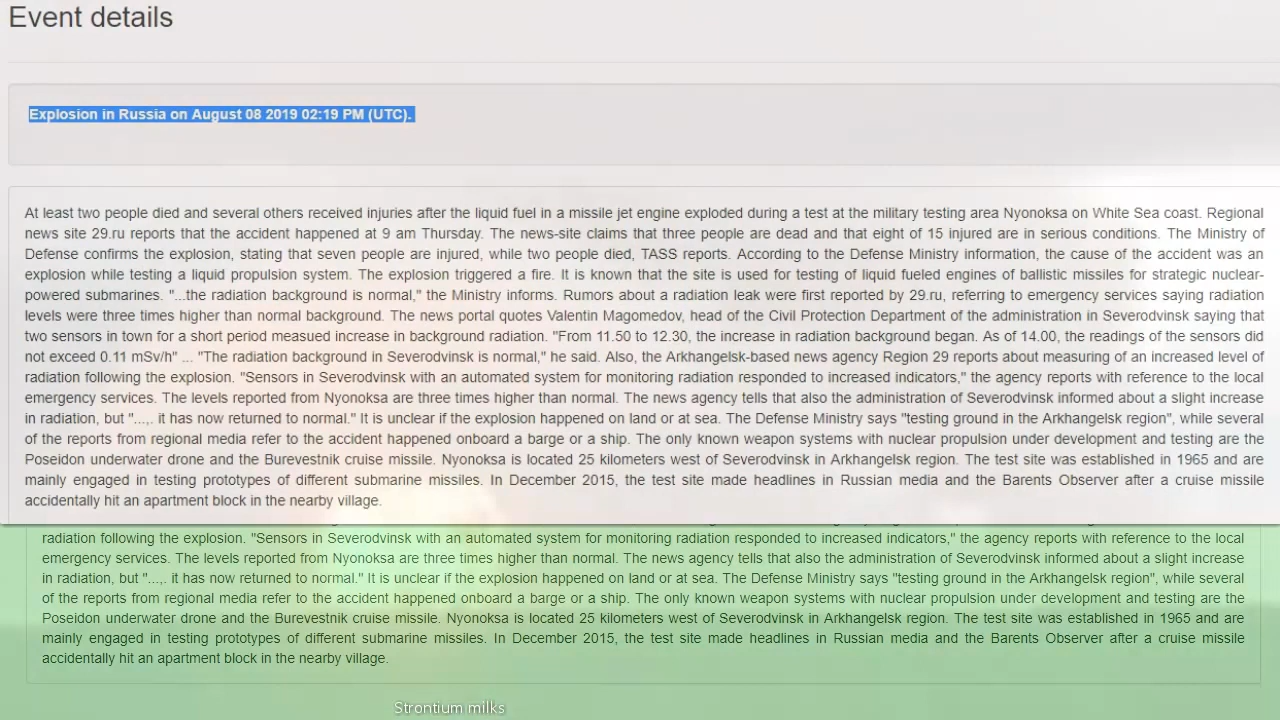 Event details
Explosion in Russia on August 08 2019 02:19 PM (UTC).
At least two people died and several others received injuries after the liquid fuel in a missile jet engine exploded during a test at the military testing area Nyonoksa on White Sea coast. Regional
news site 29.ru reports that the accident happened at 9 am Thursday. The news-site claims that three people are dead and that eight of 15 injured are in serious conditions. The Ministry of
Defense confirms the explosion, stating that seven people are injured, while two people died, TASS reports. According to the Defense Ministry information, the cause of the accident was an
explosion while testing a liquid propulsion system. The explosion triggered a fire. It is known that the site is used for testing of liquid fueled engines of ballistic missiles for strategic nuclear-
powered submarines. "...the radiation background is normal," the Ministry informs. Rumors about a radiation leak were first reported by 29.ru, referring to emergency services saying radiation
levels were three times higher than normal background. The news portal quotes Valentin Magomedov, head of the Civil Protection Department of the administration in Severodvinsk saying that
two sensors in town for a short period measued increase in background radiation. "From 11.50 to 12.30, the increase in radiation background began. As of 14.00, the readings of the sensors did
not exceed 0.11 mSv/h" ... "The radiation background in Severodvinsk is normal," he said. Also, the Arkhangelsk-based news agency Region 29 reports about measuring of an increased level of
radiation following the explosion. "Sensors in Severodvinsk with an automated system for monitoring radiation responded to increased indicators," the agency reports with reference to the local
emergency services. The levels reported from Nyonoksa are three times higher than normal. The news agency tells that also the administration of Severodvinsk informed about a slight increase
in radiation, but "...,. it has now returned to normal." It is unclear if the explosion happened on land or at sea. The Defense Ministry says "testing ground in the Arkhangelsk region", while several
of the reports from regional media refer to the accident happened onboard a barge or a ship. The only known weapon systems with nuclear propulsion under development and testing are the
Poseidon underwater drone and the Burevestnik cruise missile. Nyonoksa is located 25 kilometers west of Severodvinsk in Arkhangelsk region. The test site was established in 1965 and are
mainly engaged in testing prototypes of different submarine missiles. In December 2015, the test site made headlines in Russian media and the Barents Observer after a cruise missile
accidentally hit an apartment block in the nearby village.
radiation following the explosion. "Sensors in Severodvinsk with an automated system for monitoring radiation responded to increased indicators," the agency reports with reference to the local
emergency services. The levels reported from Nyonoksa are three times higher than normal. The news agency tells that also the administration of Severodvinsk informed about a slight increase
in radiation, but "...,. it has now returned to normal." It is unclear if the explosion happened on land or at sea. The Defense Ministry says "testing ground in the Arkhangelsk region", while several
of the reports from regional media refer to the accident happened onboard a barge or a ship. The only known weapon systems with nuclear propulsion under development and testing are the
Poseidon underwater drone and the Burevestnik cruise missile. Nyonoksa is located 25 kilometers west of Severodvinsk in Arkhangelsk region. The test site was established in 1965 and are
mainly engaged in testing prototypes of different submarine missiles. In December 2015, the test site made headlines in Russian media and the Barents Observer after a cruise missile
accidentally hit an apartment block in the nearby village.
Strontium milks